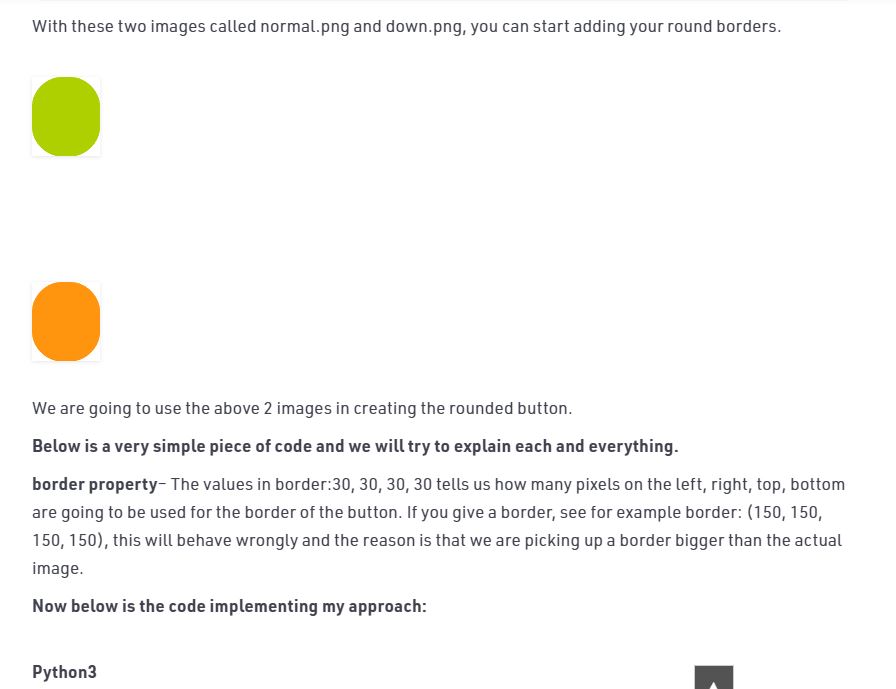 With these two images called normal.png and down.png, you can start adding your round borders.
We are going to use the above 2 images in creating the rounded button.
Below is a very simple piece of code and we will try to explain each and everything.
border property– The values in border:30, 30, 30, 30 tells us how many pixels on the left, right, top, bottom
are going to be used for the border of the button. If you give a border, see for example border: (150, 150,
150, 150), this will behave wrongly and the reason is that we are picking up a border bigger than the actual
image.
Now below is the code implementing my approach:
Python3